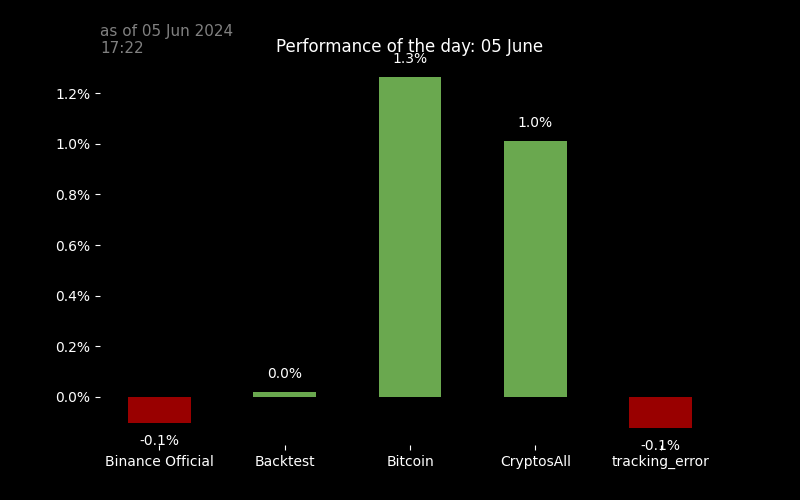 as of 05 Jun 2024
17:22
Performance of the day: 05 June
1.3%
1.2%
1.0%
1.0%
0.8%
0.6%
0.4%
0.2%
0.0%
0.0%
-0.1%
-0.1%
Binance Official
Backtest
Bitcoin
CryptosAll
tracking_error